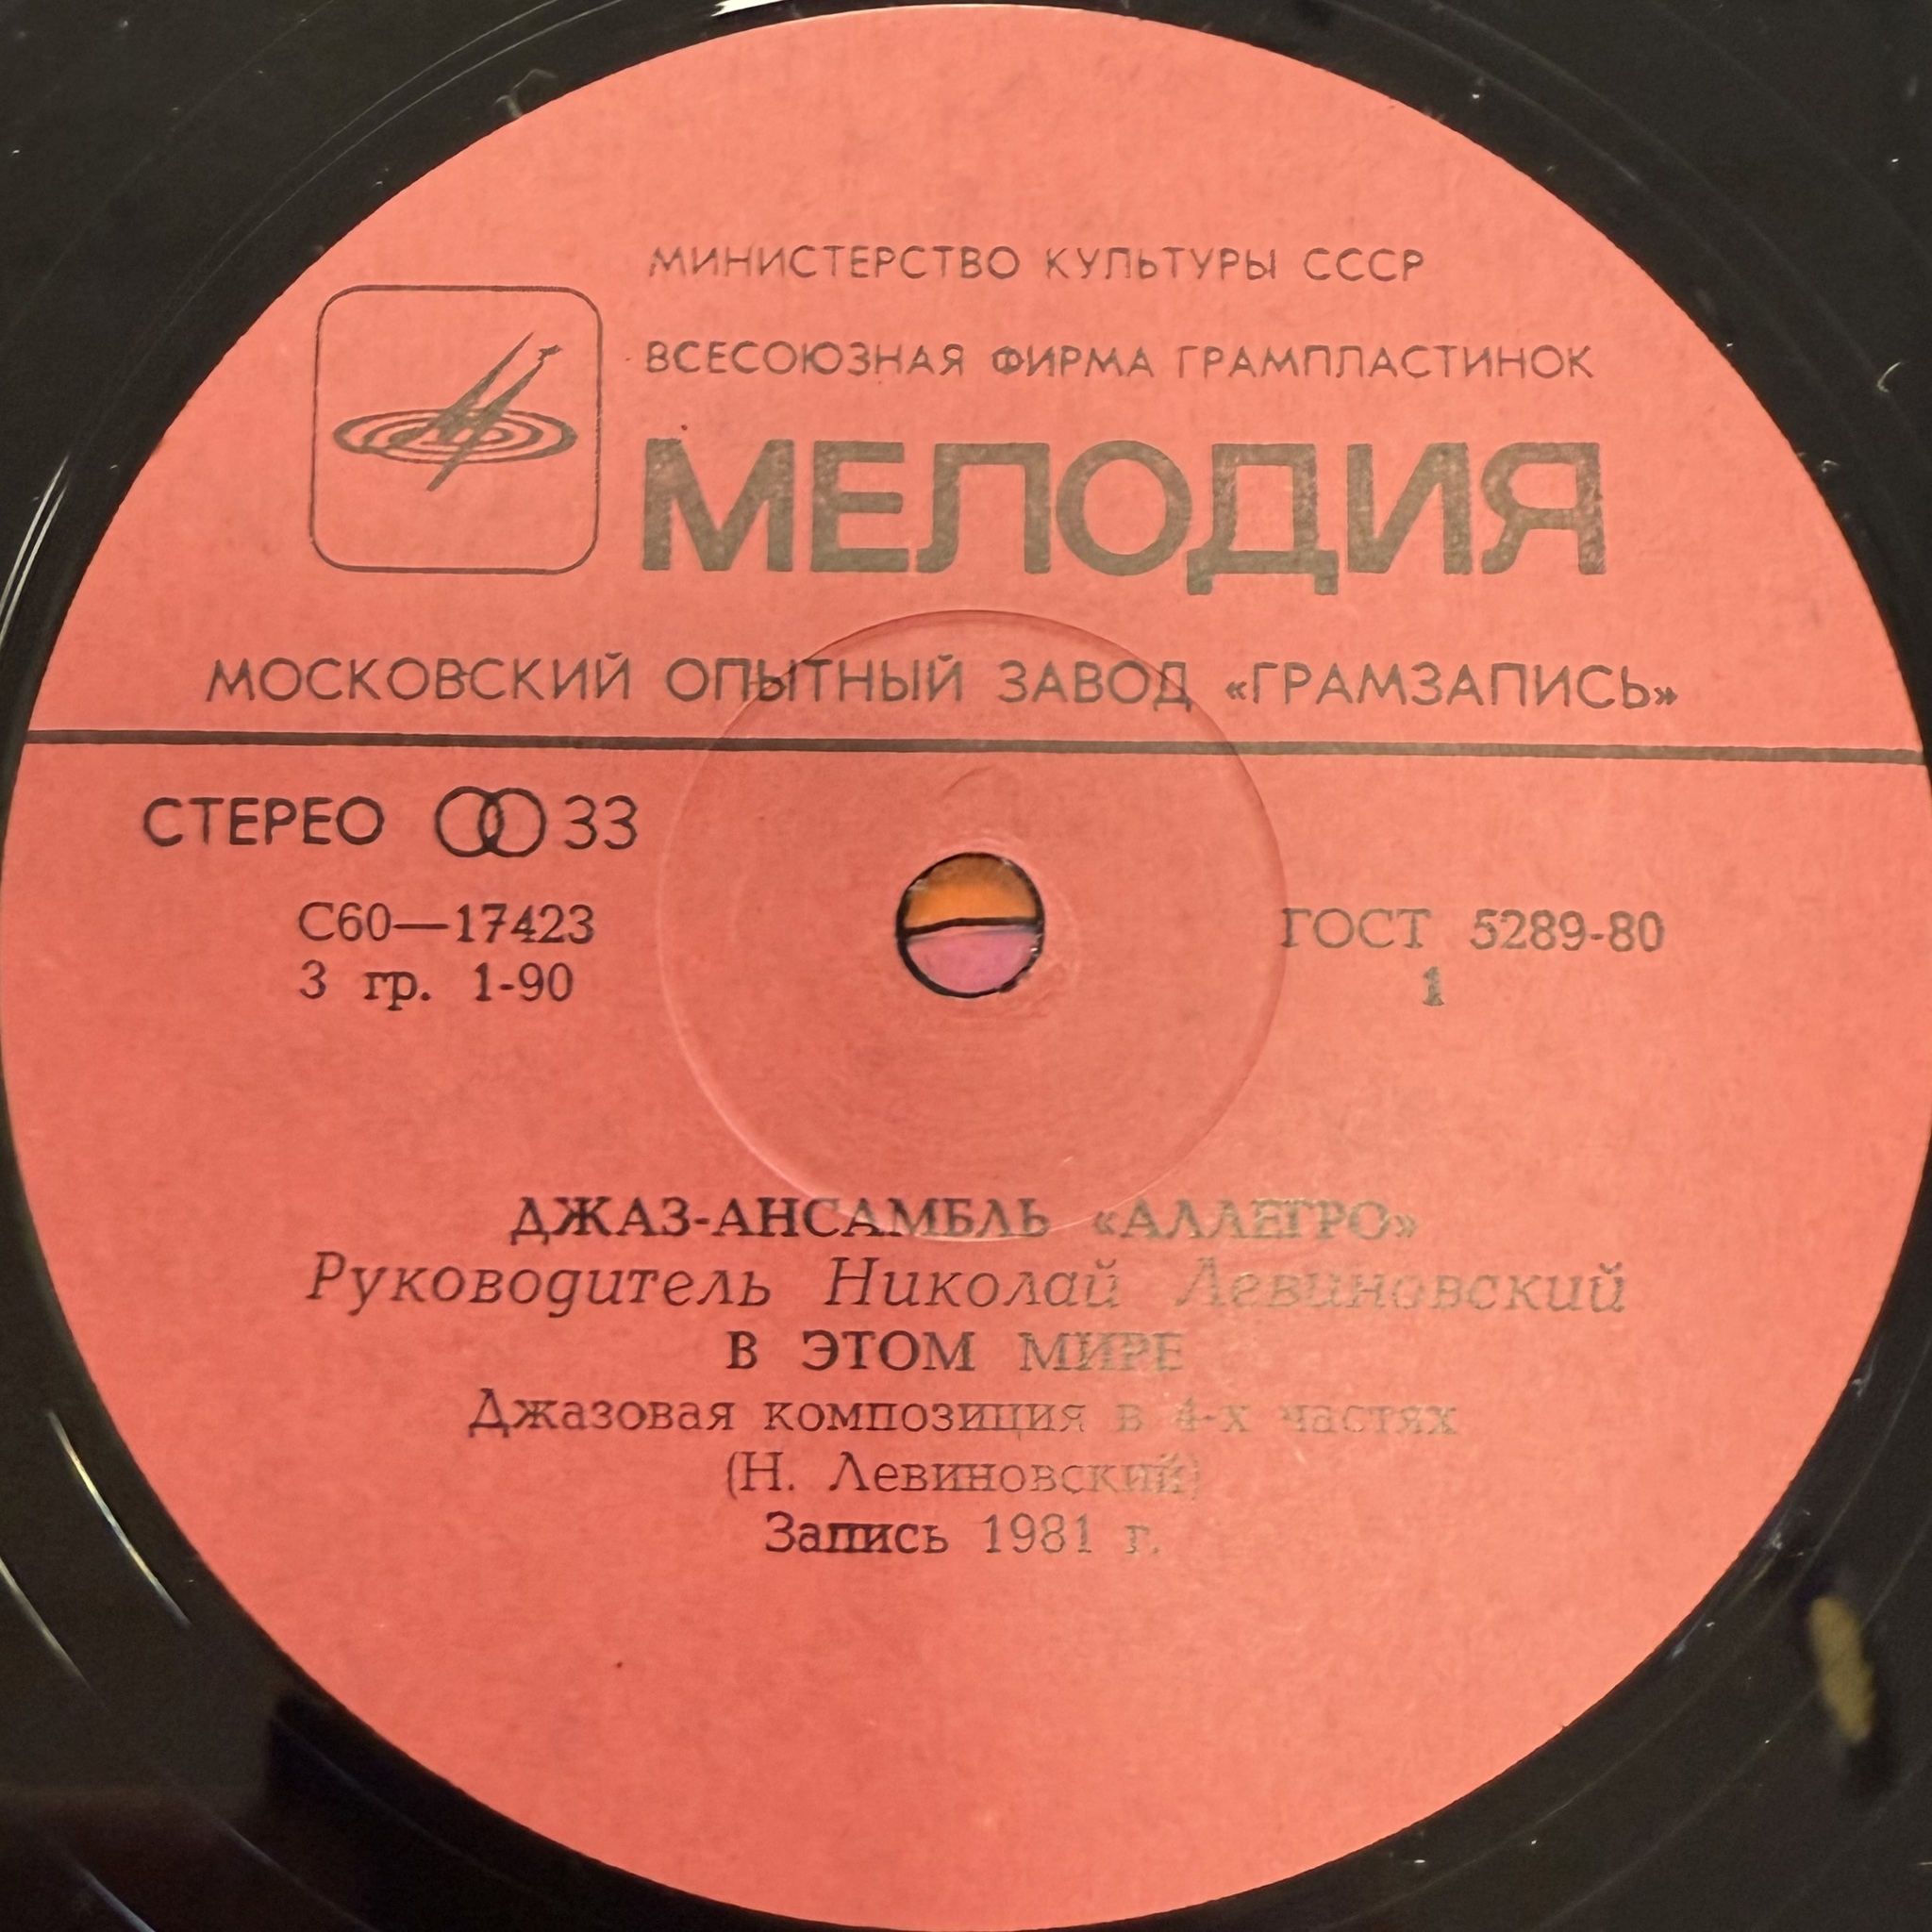 МИНИСТЕРСТВО КУЛЬТУРЫ СССР
ВСЕСОЮЗНАЯ ФИРМА ГРАМПЛАСТИНОК
МЕЛОДИЯ
МОСКОВСКИЙ ОПЫТНЫЙ ЗАВОД «ГРАМЗАПИСЬ»
СТЕРЕО 33
С60—17423
3 гр. 1-90
ГОСТ 5289-80
1
ДЖАЗ-АНСАМБЛЬ «АЛЛЕГРО»
Руководитель Николай Левиновский
В ЭТОМ МИРЕ
Джазовая композиция в 4-х частях
(Н. Левиновский)
Запись 1981 г.